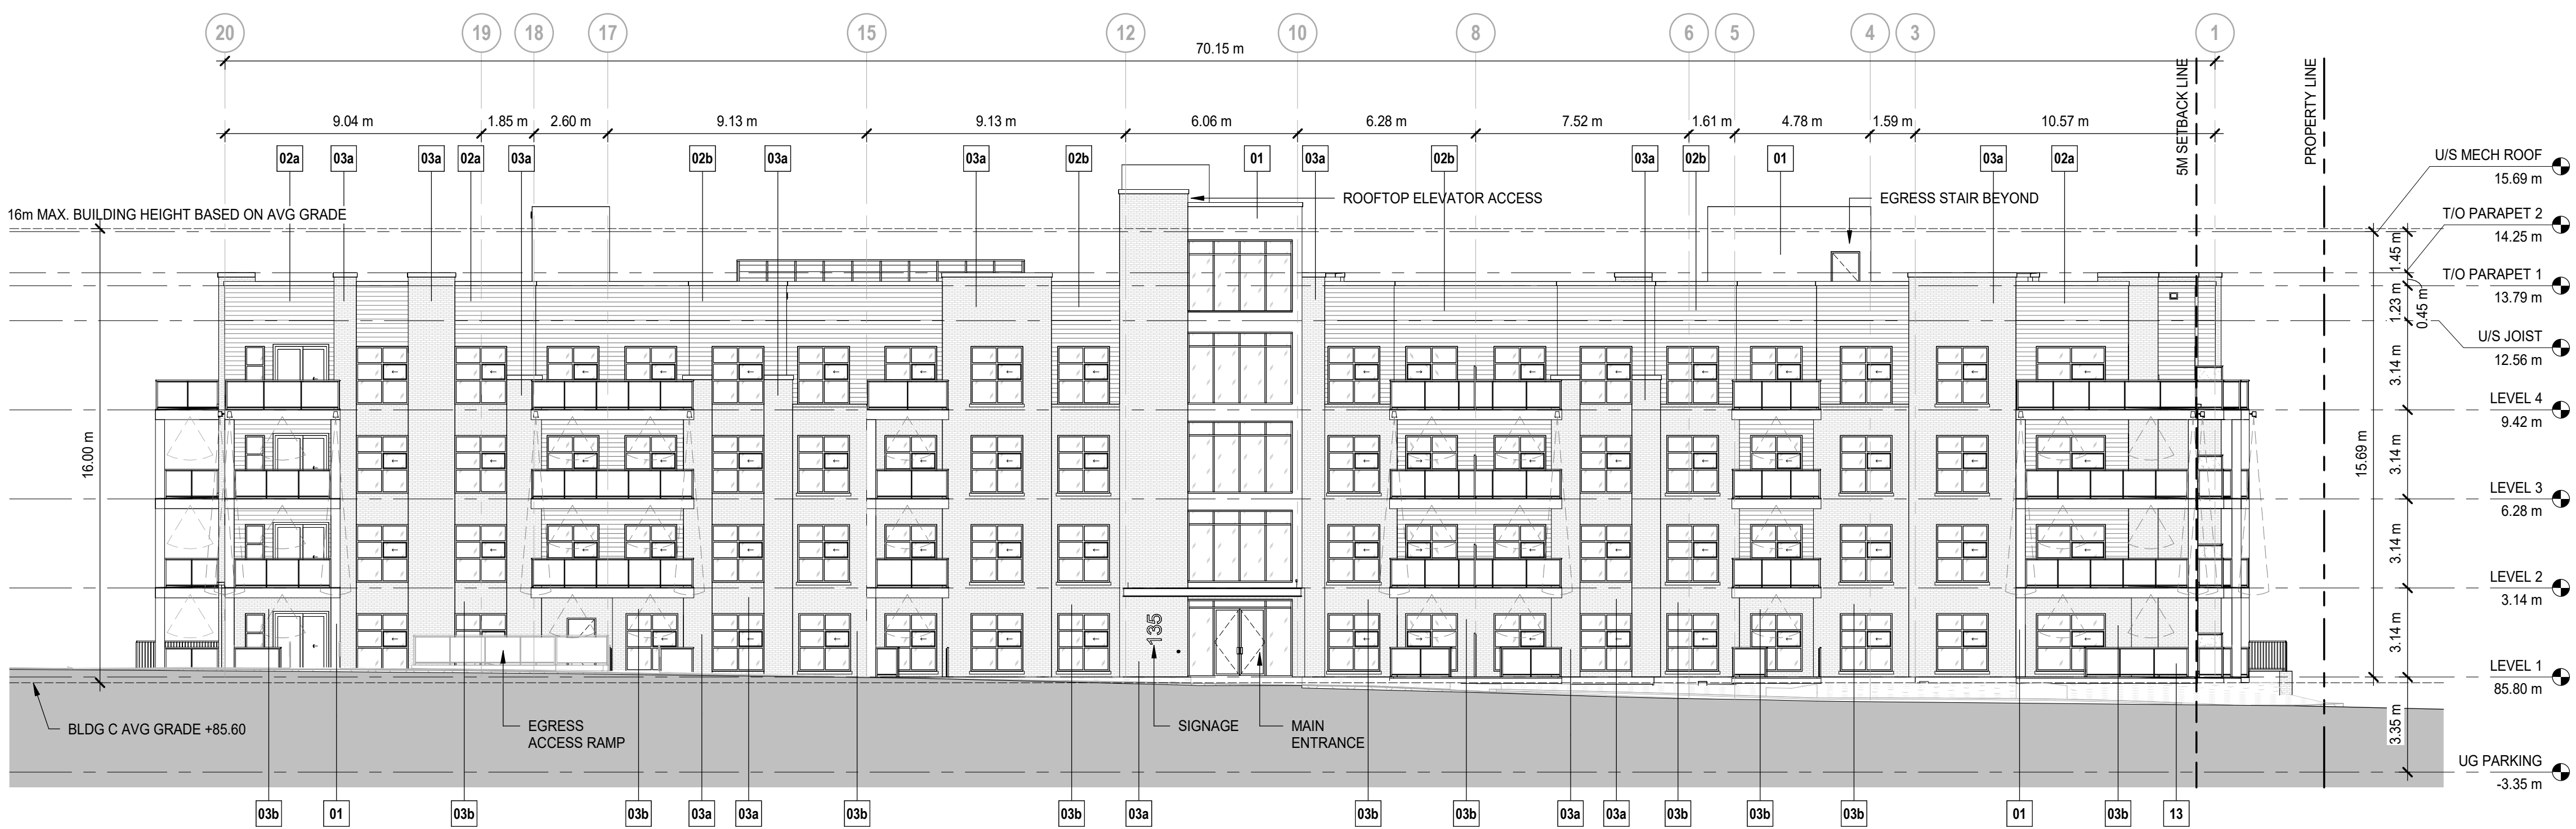 20 19 18 17 15 12 10 8 6 5 4 3 1
70.15 m
9.04 m 1.85 m 2.60 m 9.13 m 9.13 m 6.06 m 6.28 m 7.52 m 1.61 m 4.78 m 1.59 m 10.57 m
5M SETBACK LINE
PROPERTY LINE
02a 03a 03a 02a 03a 02b 03a 03a 02b 01 03a 02b 03a 02b 01 03a 02a
ROOFTOP ELEVATOR ACCESS
EGRESS STAIR BEYOND
16m MAX. BUILDING HEIGHT BASED ON AVG GRADE
U/S MECH ROOF
15.69 m
T/O PARAPET 2
14.25 m
T/O PARAPET 1
13.79 m
U/S JOIST
12.56 m
LEVEL 4
9.42 m
LEVEL 3
6.28 m
LEVEL 2
3.14 m
LEVEL 1
85.80 m
UG PARKING
-3.35 m
1.45 m
0.45 m
1.23 m
3.14 m
3.14 m
3.14 m
3.14 m
3.35 m
15.69 m
16.00 m
135
BLDG C AVG GRADE +85.60
EGRESS
ACCESS RAMP
SIGNAGE
MAIN
ENTRANCE
03b 01 03b 03b 03a 03a 03b 03b 03a 03b 03b 03a 03a 03b 03b 03b 01 03b 13